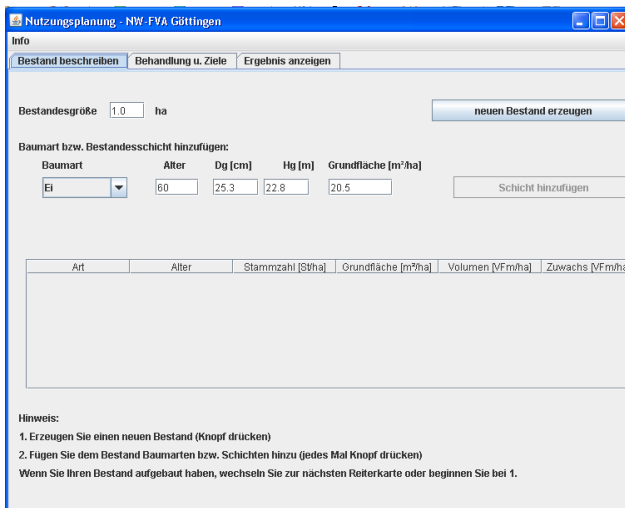 Nutzungsplanung - NW-FVA Göttingen
Info
Bestand beschreiben Behandlung u. Ziele Ergebnis anzeigen
Bestandesgröße 1.0 ha neuen Bestand erzeugen
Baumart bzw. Bestandesschicht hinzufügen:
Baumart Alter Dg [cm] Hg [m] Grundfläche [m²/ha]
Ei 60 25.3 22.8 20.5 Schicht hinzufügen
Art Alter Stammzahl [St/ha] Grundfläche [m²/ha] Volumen [VFm/ha] Zuwachs [VFm/ha
Hinweis:
1. Erzeugen Sie einen neuen Bestand (Knopf drücken)
2. Fügen Sie dem Bestand Baumarten bzw. Schichten hinzu (jedes Mal Knopf drücken)
Wenn Sie Ihren Bestand aufgebaut haben, wechseln Sie zur nächsten Reiterkarte oder beginnen Sie bei 1.